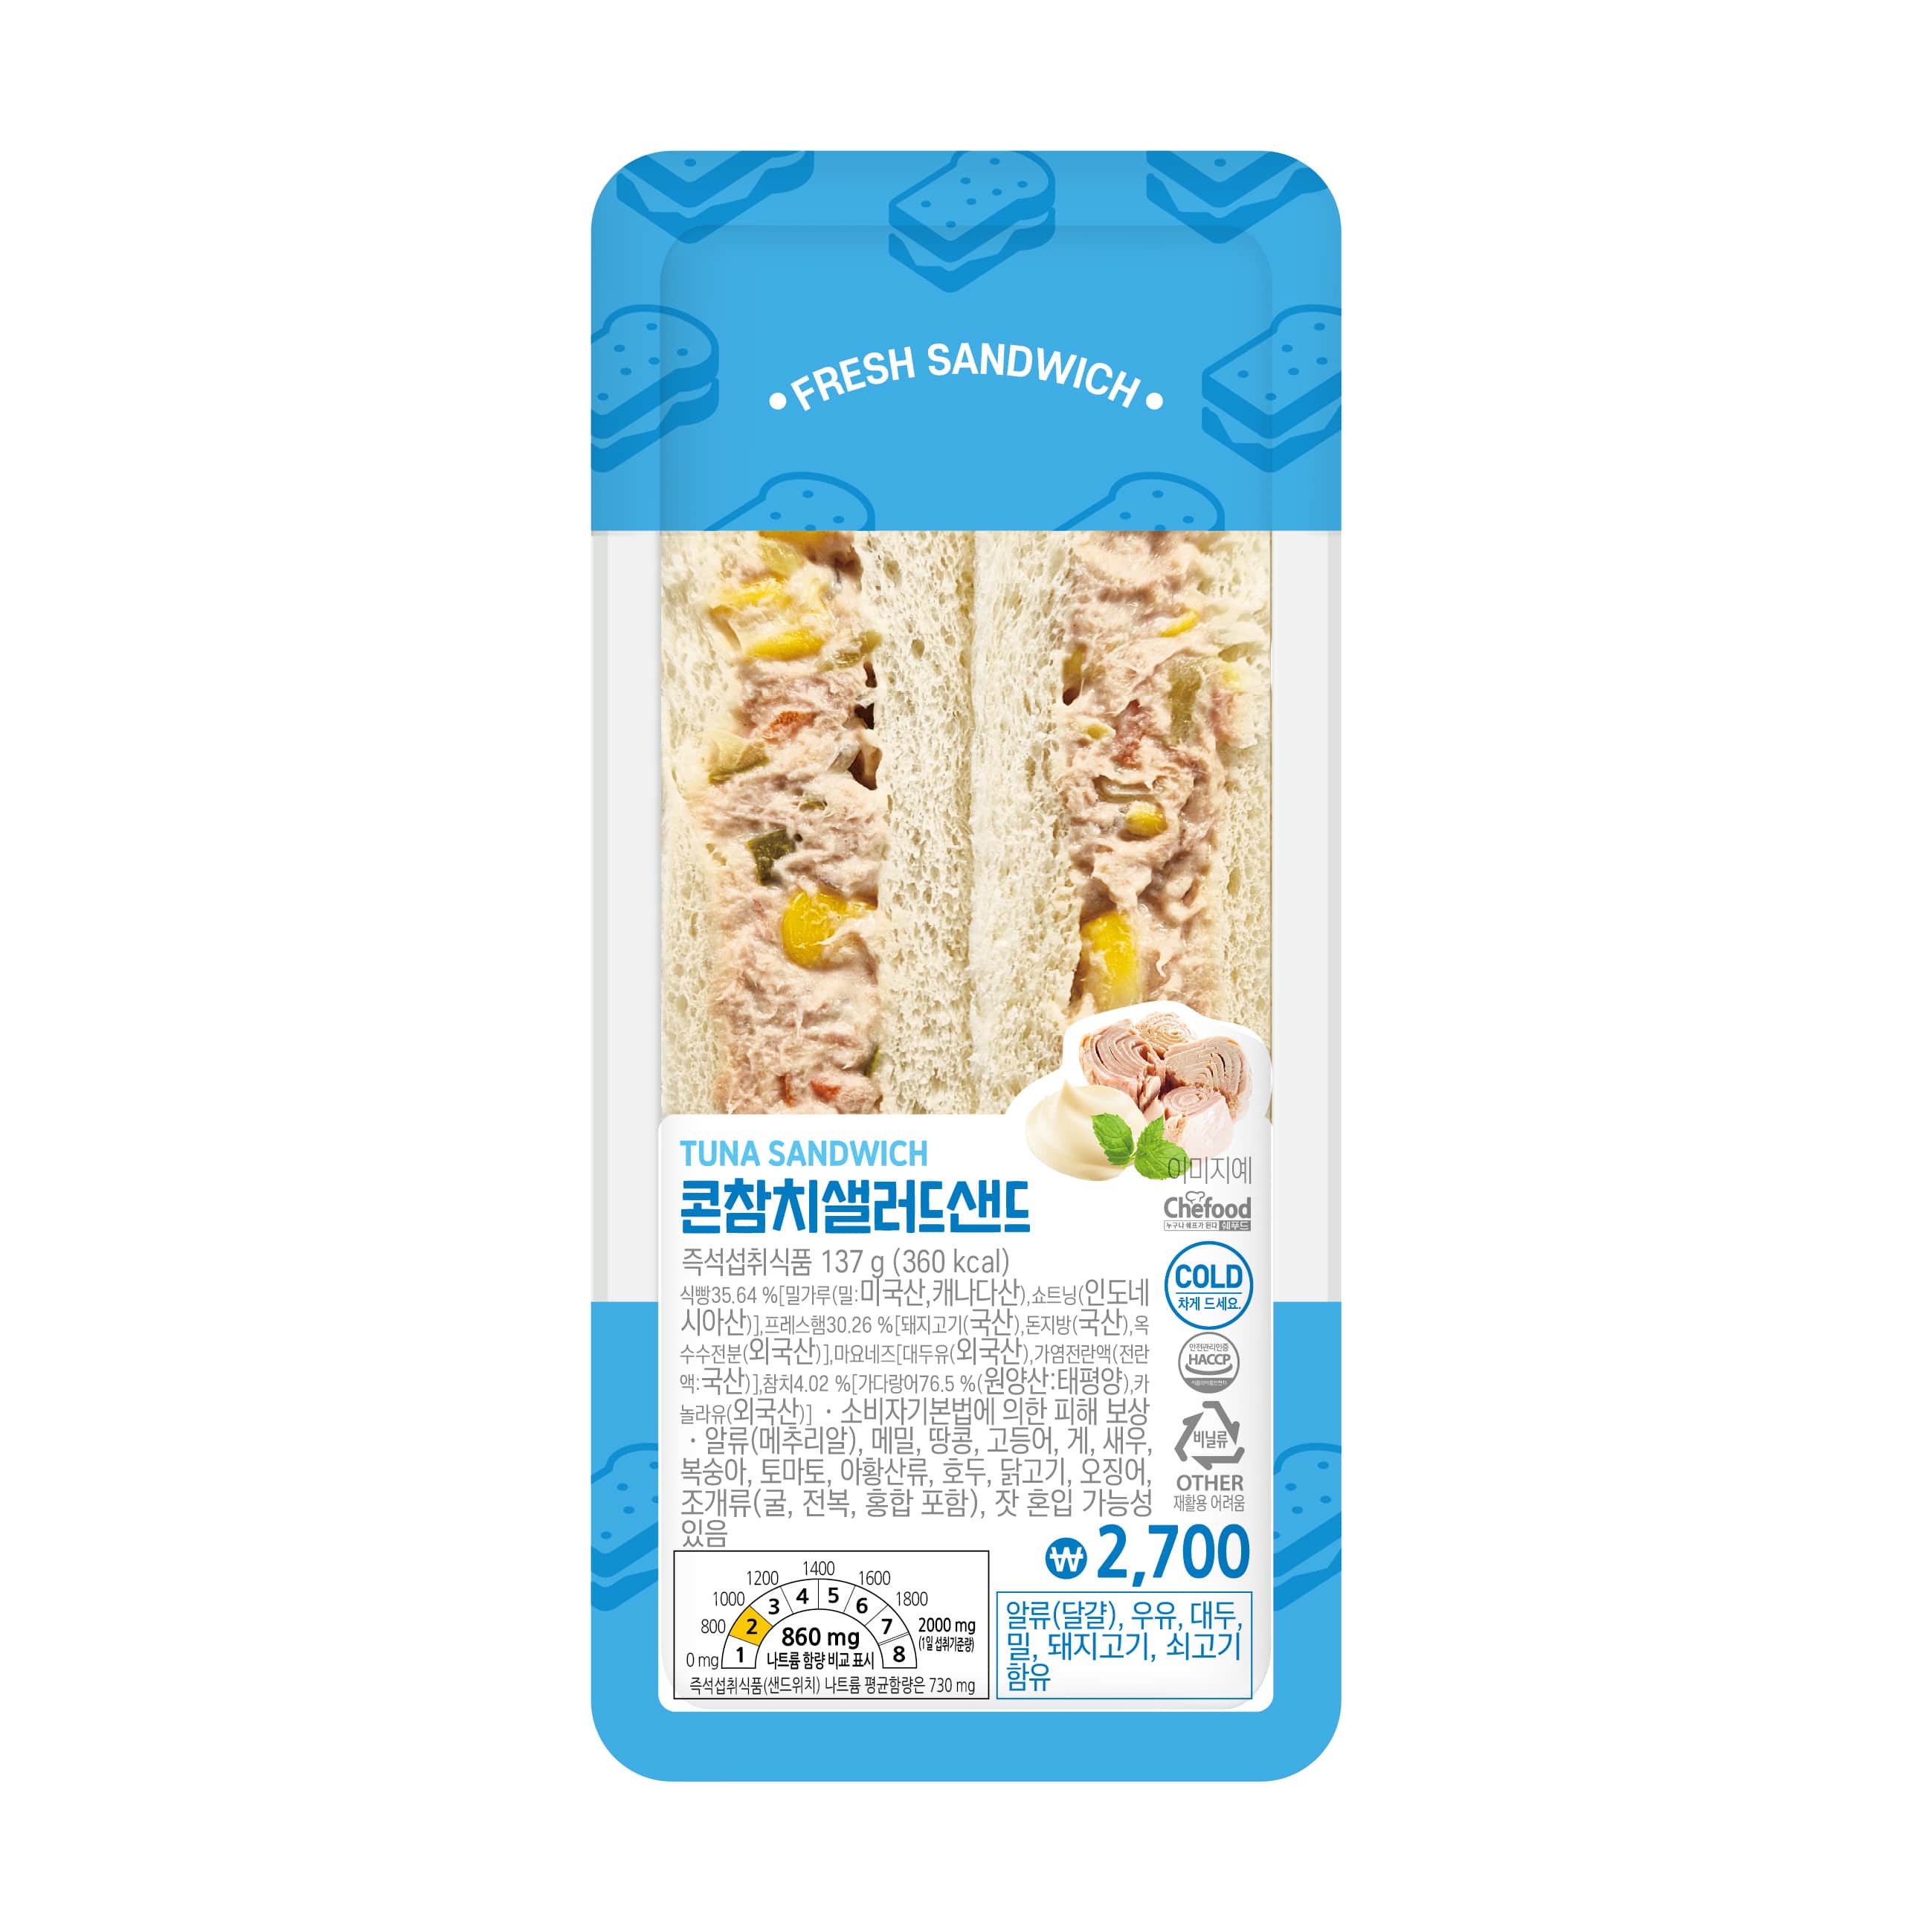 • FRESH SANDWICH •
TUNA SANDWICH
콘참치샐러드샌드
이미지예
Chefood
누구나 쉐프가 된다 쉐푸드
즉석섭취식품 137 g (360 kcal)
식빵35.64 %[밀가루(밀:미국산,캐나다산),쇼트닝(인도네
시아산)],프레스햄30.26 %[돼지고기(국산),돈지방(국산),옥
수수전분(외국산)],마요네즈[대두유(외국산),가염전란액(전란
액:국산)],참치4.02 %[가다랑어76.5 %(원양산:태평양),카
놀라유(외국산)] · 소비자기본법에 의한 피해 보상
· 알류(메추리알), 메밀, 땅콩, 고등어, 게, 새우,
복숭아, 토마토, 아황산류, 호두, 닭고기, 오징어,
조개류(굴, 전복, 홍합 포함), 잣 혼입 가능성
있음
COLD
차게 드세요.
안전관리인증
HACCP
비닐류
OTHER
재활용 어려움
₩2,700
0 mg 800 1000 1200 1400 1600 1800 2000 mg
(1일 섭취기준량)
1 2 3 4 5 6 7 8
860 mg
나트륨 함량 비교 표시
즉석섭취식품(샌드위치) 나트륨 평균함량은 730 mg
알류(달걀), 우유, 대두,
밀, 돼지고기, 쇠고기
함유